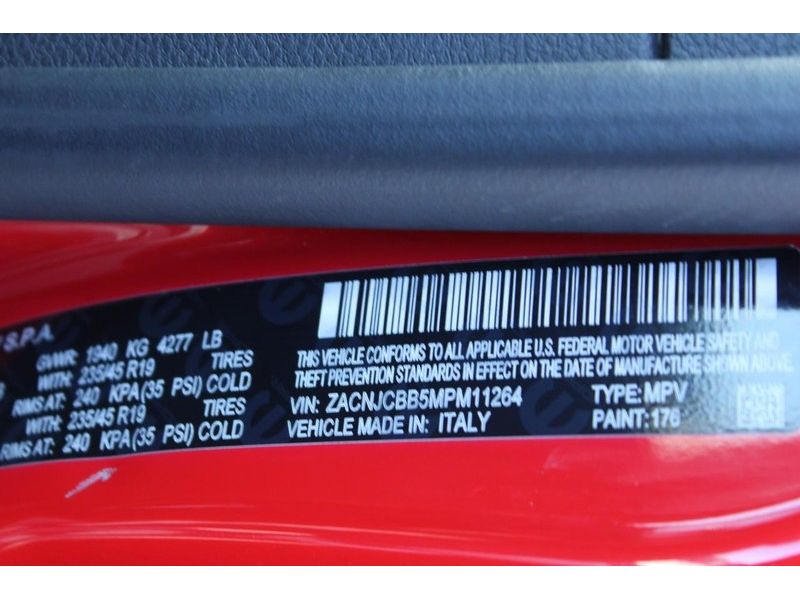 S.P.A.
GVWR: 1940 KG 4277 LB
WITH: 235/45 R19 TIRES
RIMS AT: 240 KPA(35 PSI) COLD
WITH: 235/45 R19 TIRES
RIMS AT: 240 KPA(35 PSI) COLD
THIS VEHICLE CONFORMS TO ALL APPLICABLE U.S. FEDERAL MOTOR VEHICLE SAFETY AND
THEFT PREVENTION STANDARDS IN EFFECT ON THE DATE OF MANUFACTURE SHOWN ABOVE.
VIN: ZACNJCBB5MPM11264 TYPE: MPV
VEHICLE MADE IN: ITALY PAINT: 176